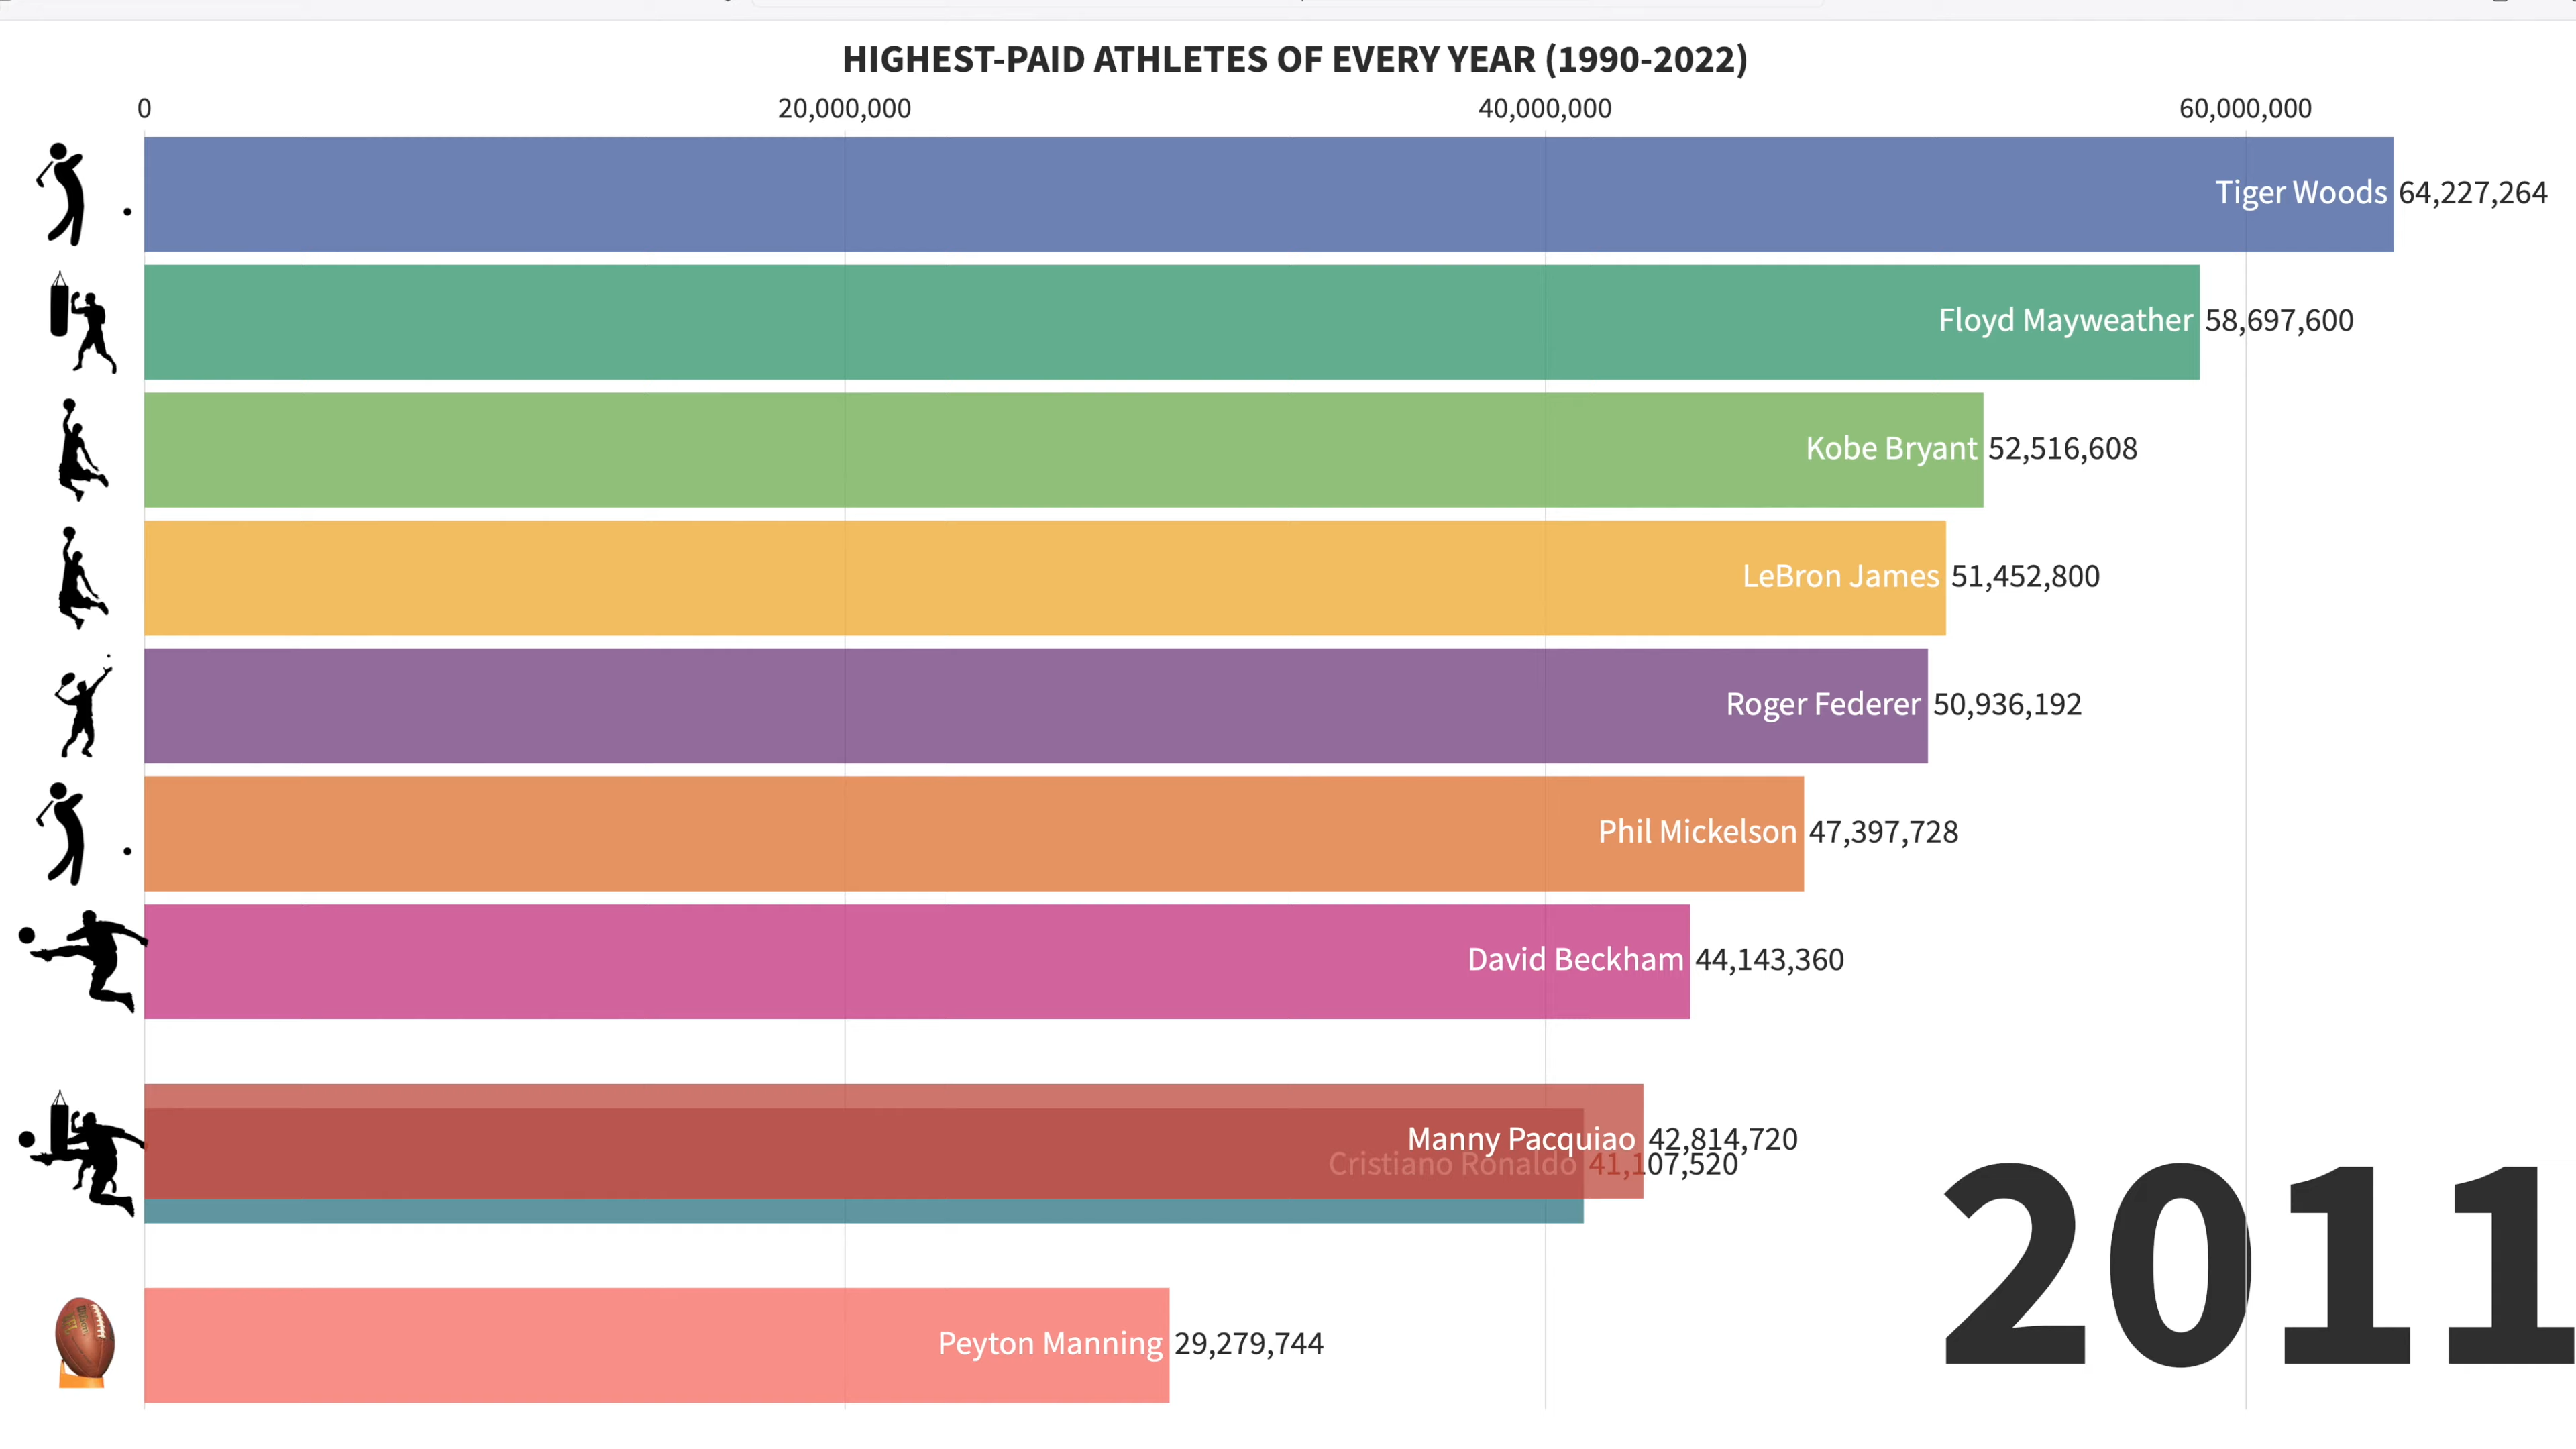 HIGHEST-PAID ATHLETES OF EVERY YEAR (1990-2022)
0 20,000,000 40,000,000 60,000,000
Tiger Woods 64,227,264
Floyd Mayweather 58,697,600
Kobe Bryant 52,516,608
LeBron James 51,452,800
Roger Federer 50,936,192
Phil Mickelson 47,397,728
David Beckham 44,143,360
Manny Pacquiao 42,814,720
Cristiano Ronaldo 41,107,520
Peyton Manning 29,279,744
2011